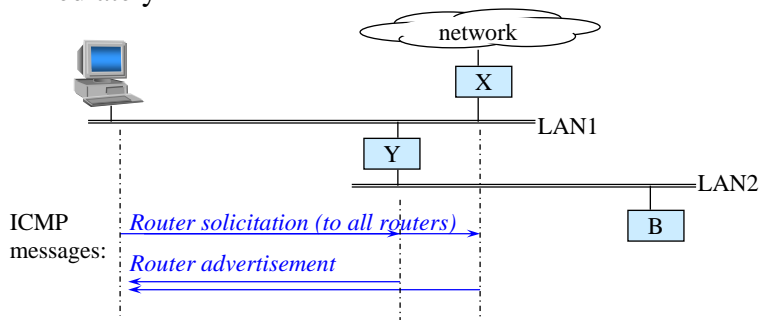 network
X
LAN1
Y
LAN2
B
ICMP
messages:
Router solicitation (to all routers)
Router advertisement